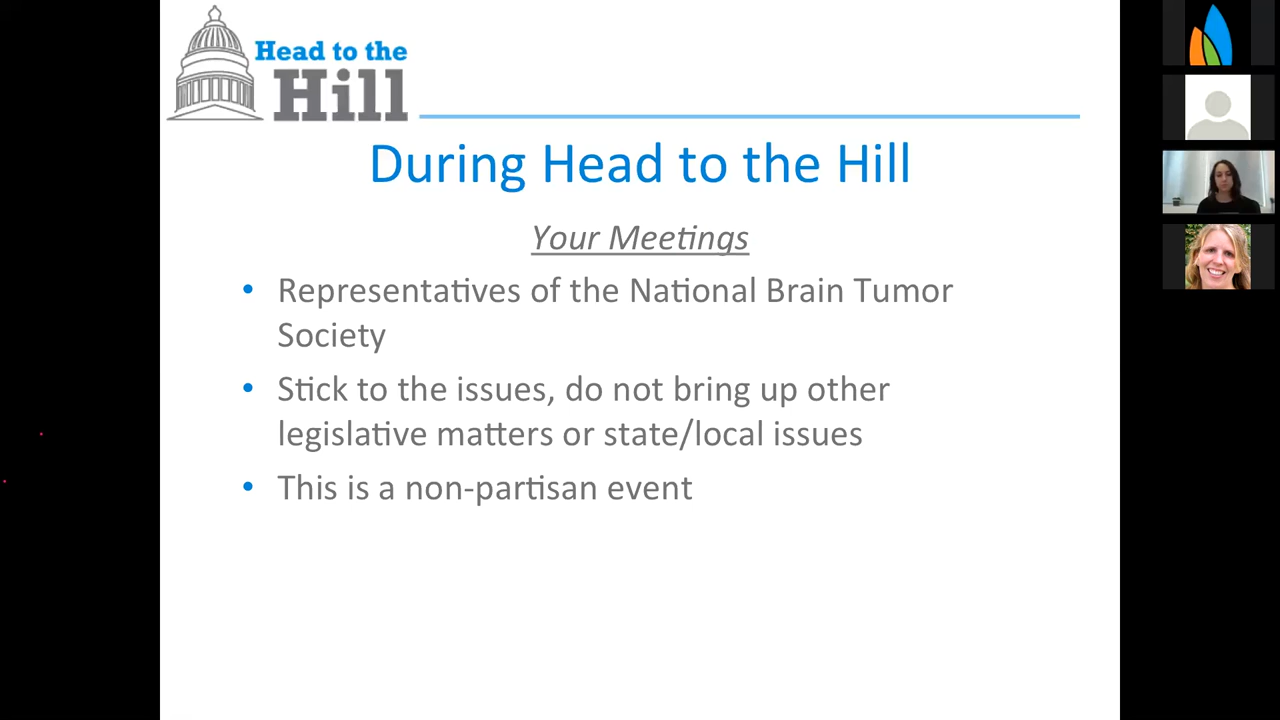 Head to the
Hill
During Head to the Hill
Your Meetings
• Representatives of the National Brain Tumor
Society
• Stick to the issues, do not bring up other
legislative matters or state/local issues
• This is a non-partisan event